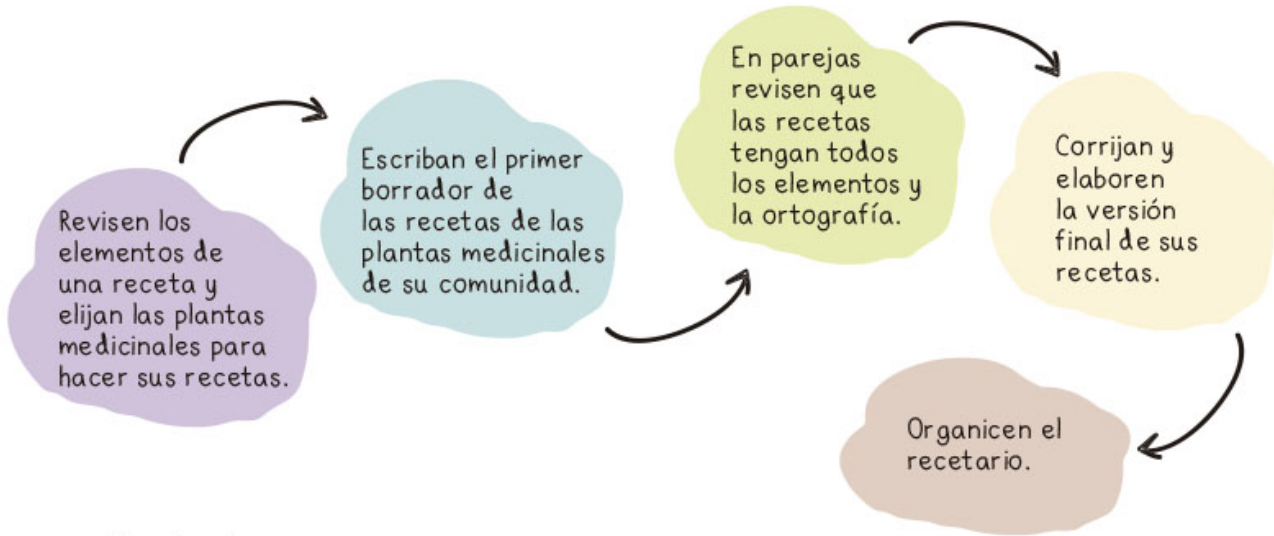 Revisen los
elementos de
una receta y
elijan las plantas
medicinales para
hacer sus recetas.
Escriban el primer
borrador de
las recetas de las
plantas medicinales
de su comunidad.
En parejas
revisen que
las recetas
tengan todos
los elementos y
la ortografía.
Corrijan y
elaboren
la versión
final de sus
recetas.
Organicen el
recetario.